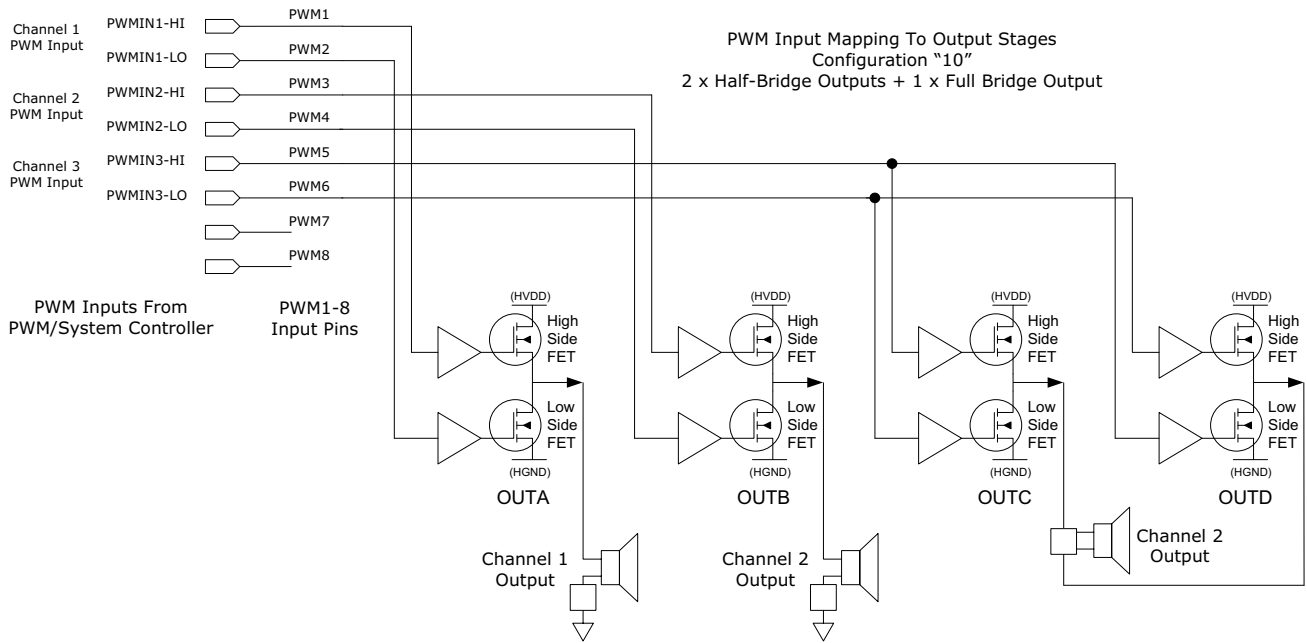 PWM Input Mapping To Output Stages
Configuration “10”
2 x Half-Bridge Outputs + 1 x Full Bridge Output
Channel 1
PWM Input
PWMIN1-HI
PWM1
PWMIN1-LO
PWM2
Channel 2
PWM Input
PWMIN2-HI
PWM3
PWMIN2-LO
PWM4
Channel 3
PWM Input
PWMIN3-HI
PWM5
PWMIN3-LO
PWM6
PWM7
PWM8
PWM Inputs From
PWM/System Controller
PWM1-8
Input Pins
(HVDD)
High
Side
FET
Low
Side
FET
(HGND)
OUTA
(HVDD)
High
Side
FET
Low
Side
FET
(HGND)
OUTB
(HVDD)
High
Side
FET
Low
Side
FET
(HGND)
OUTC
(HVDD)
High
Side
FET
Low
Side
FET
(HGND)
OUTD
Channel 1
Output
Channel 2
Output
Channel 2
Output